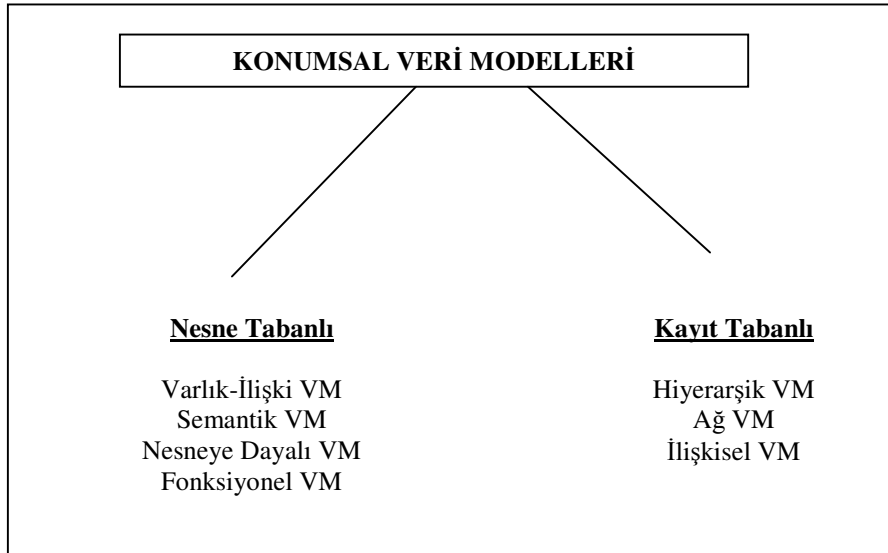 KONUMSAL VERİ MODELLERİ
Nesne Tabanlı
Varlık-İlişki VM
Semantik VM
Nesneye Dayalı VM
Fonksiyonel VM
Kayıt Tabanlı
Hiyerarşik VM
Ağ VM
İlişkisel VM